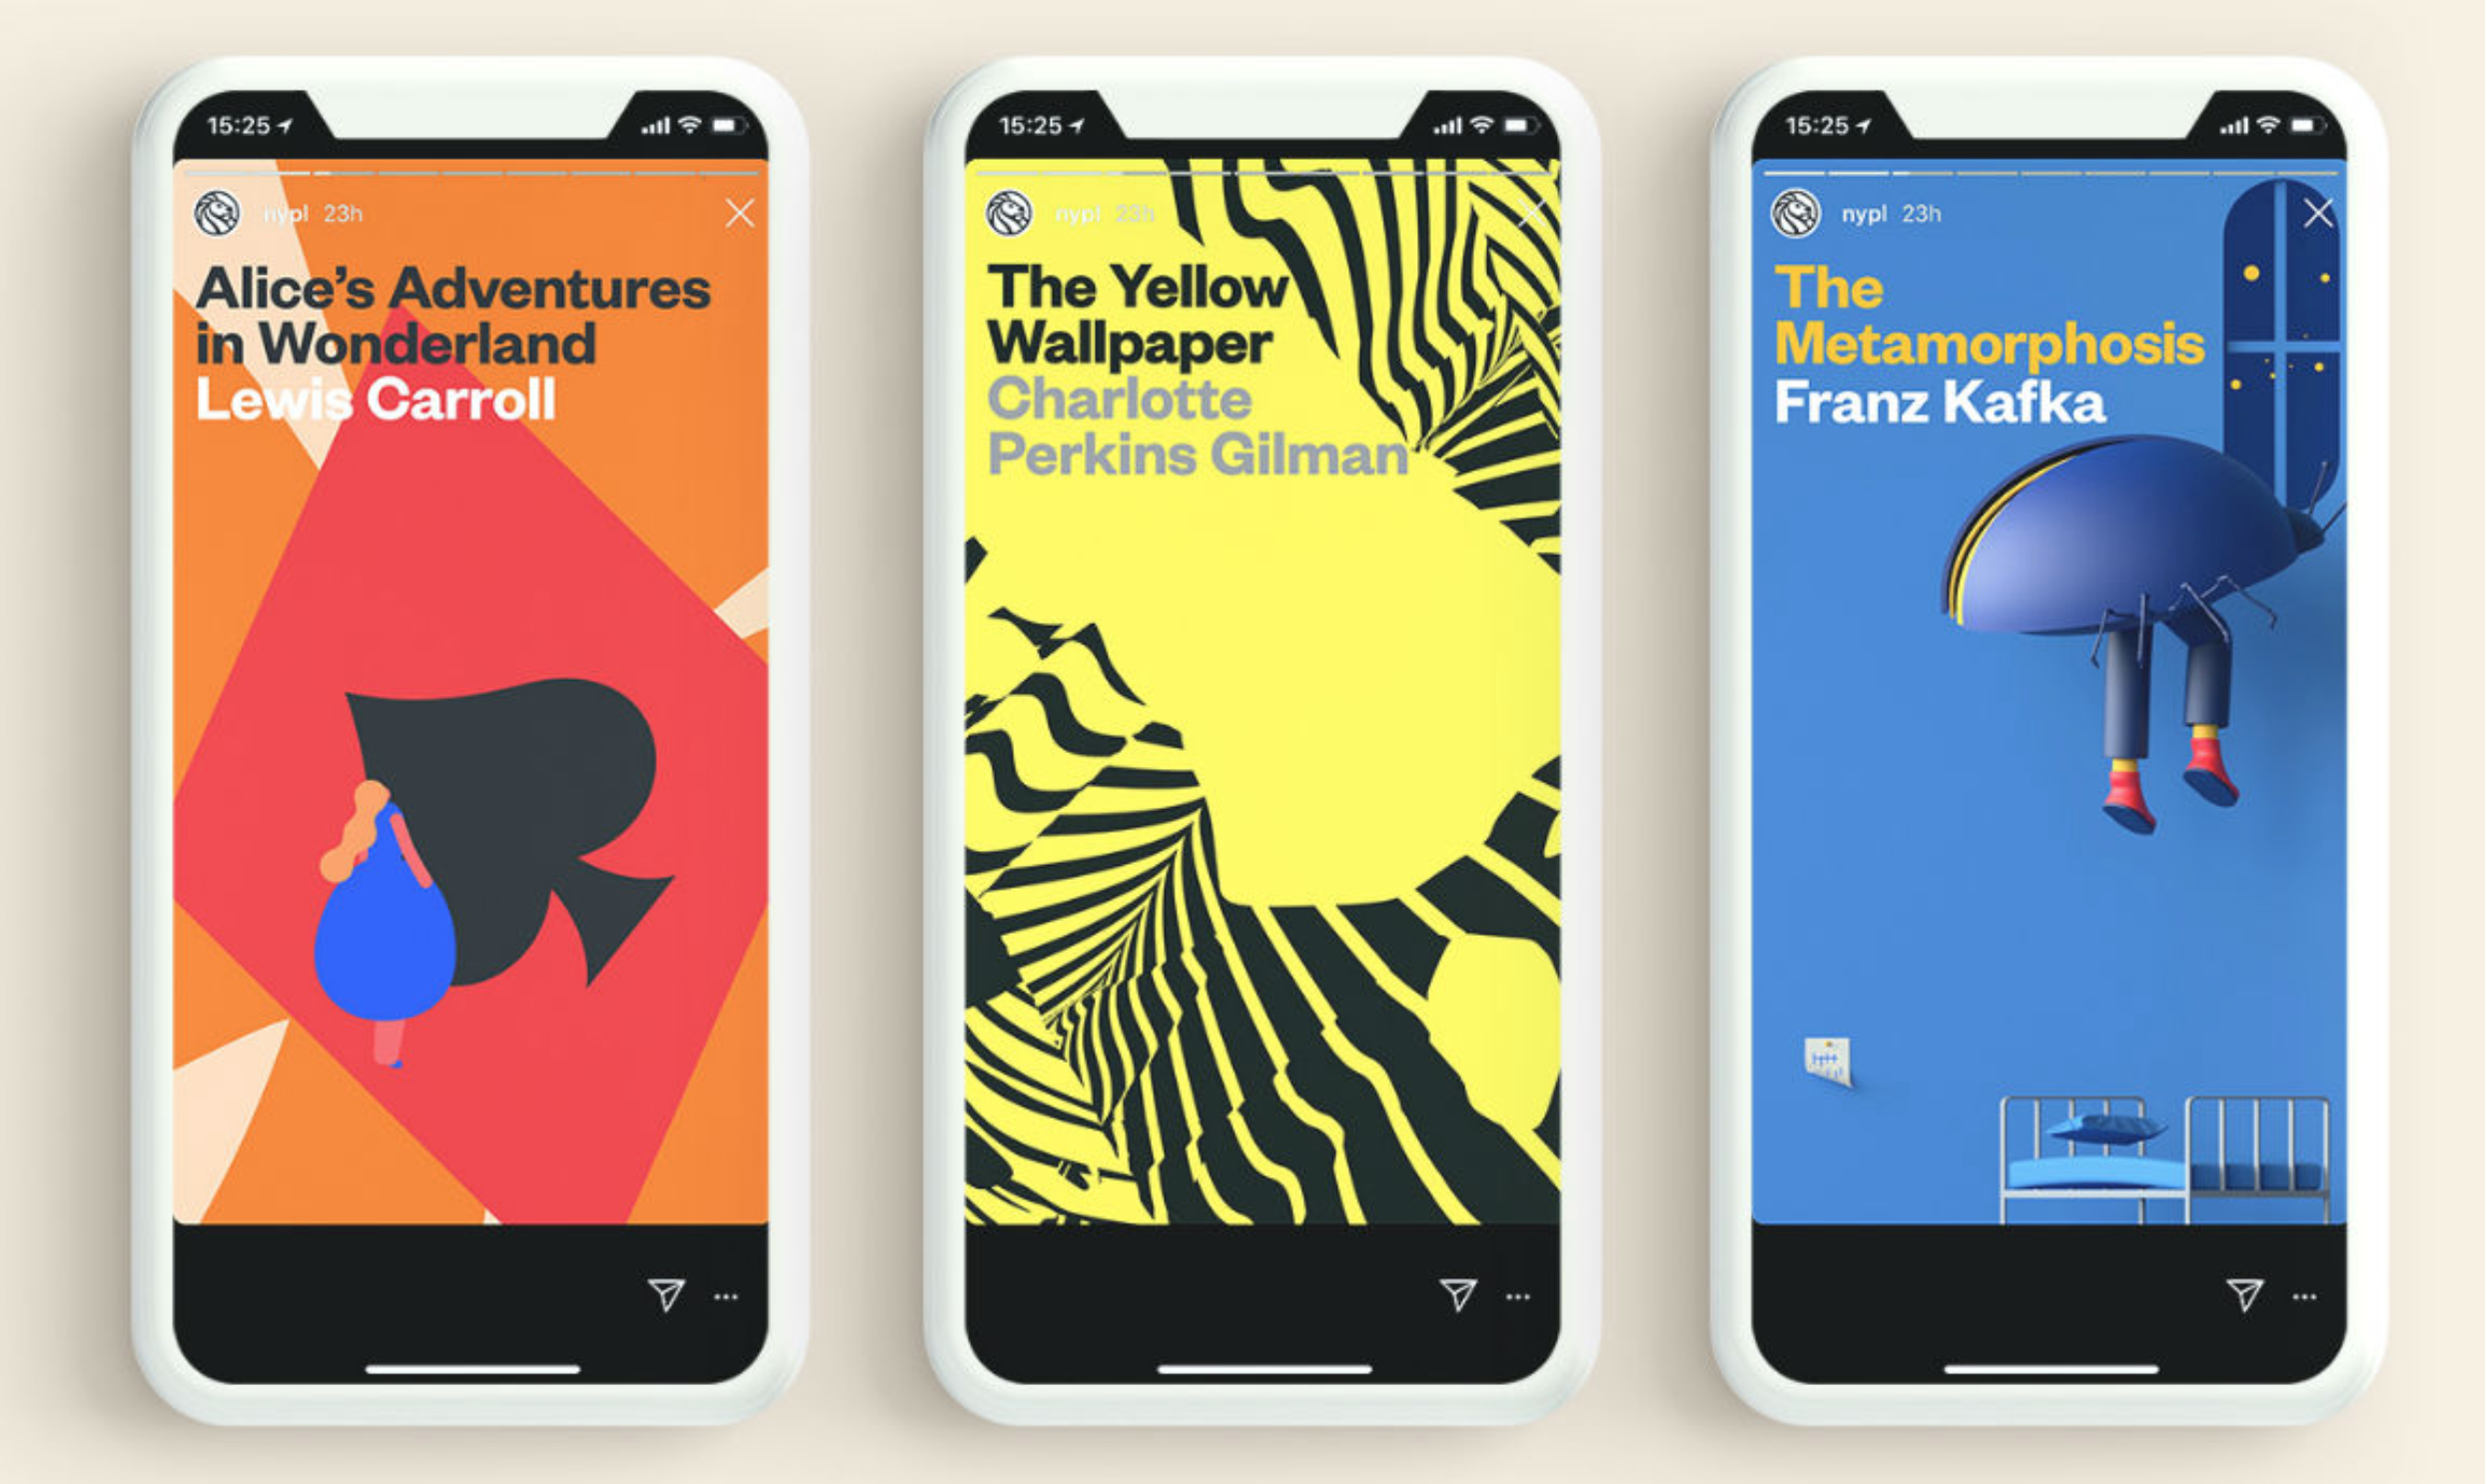 15:25
nypl 23h
Alice’s Adventures
in Wonderland
Lewis Carroll
15:25
nypl 23h
The Yellow
Wallpaper
Charlotte
Perkins Gilman
15:25
nypl 23h
The
Metamorphosis
Franz Kafka